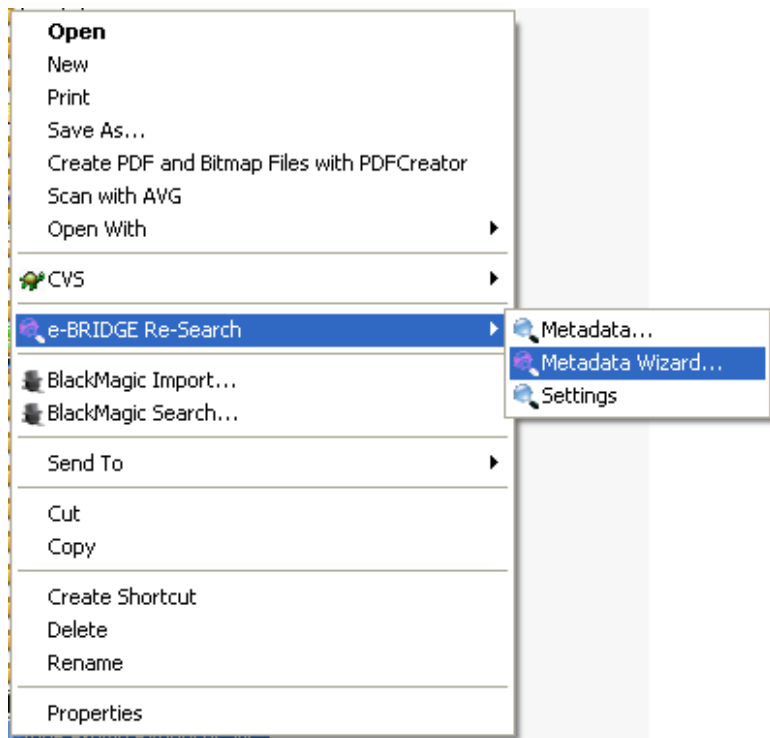 Open
New
Print
Save As...
Create PDF and Bitmap Files with PDFCreator
Scan with AVG
Open With
CVS
e-BRIDGE Re-Search
Metadata...
Metadata Wizard...
Settings
BlackMagic Import...
BlackMagic Search...
Send To
Cut
Copy
Create Shortcut
Delete
Rename
Properties